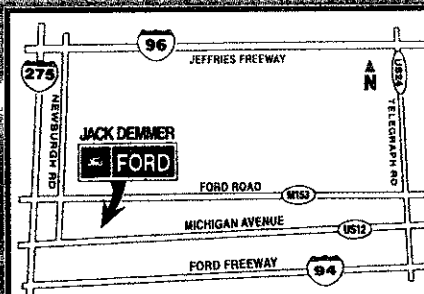 96
JEFFRIES FREEWAY
275
US24
N
NEWBURGH RD
TELEGRAPH RD
JACK DEMMER
FORD
FORD ROAD
M153
MICHIGAN AVENUE
US12
FORD FREEWAY
94